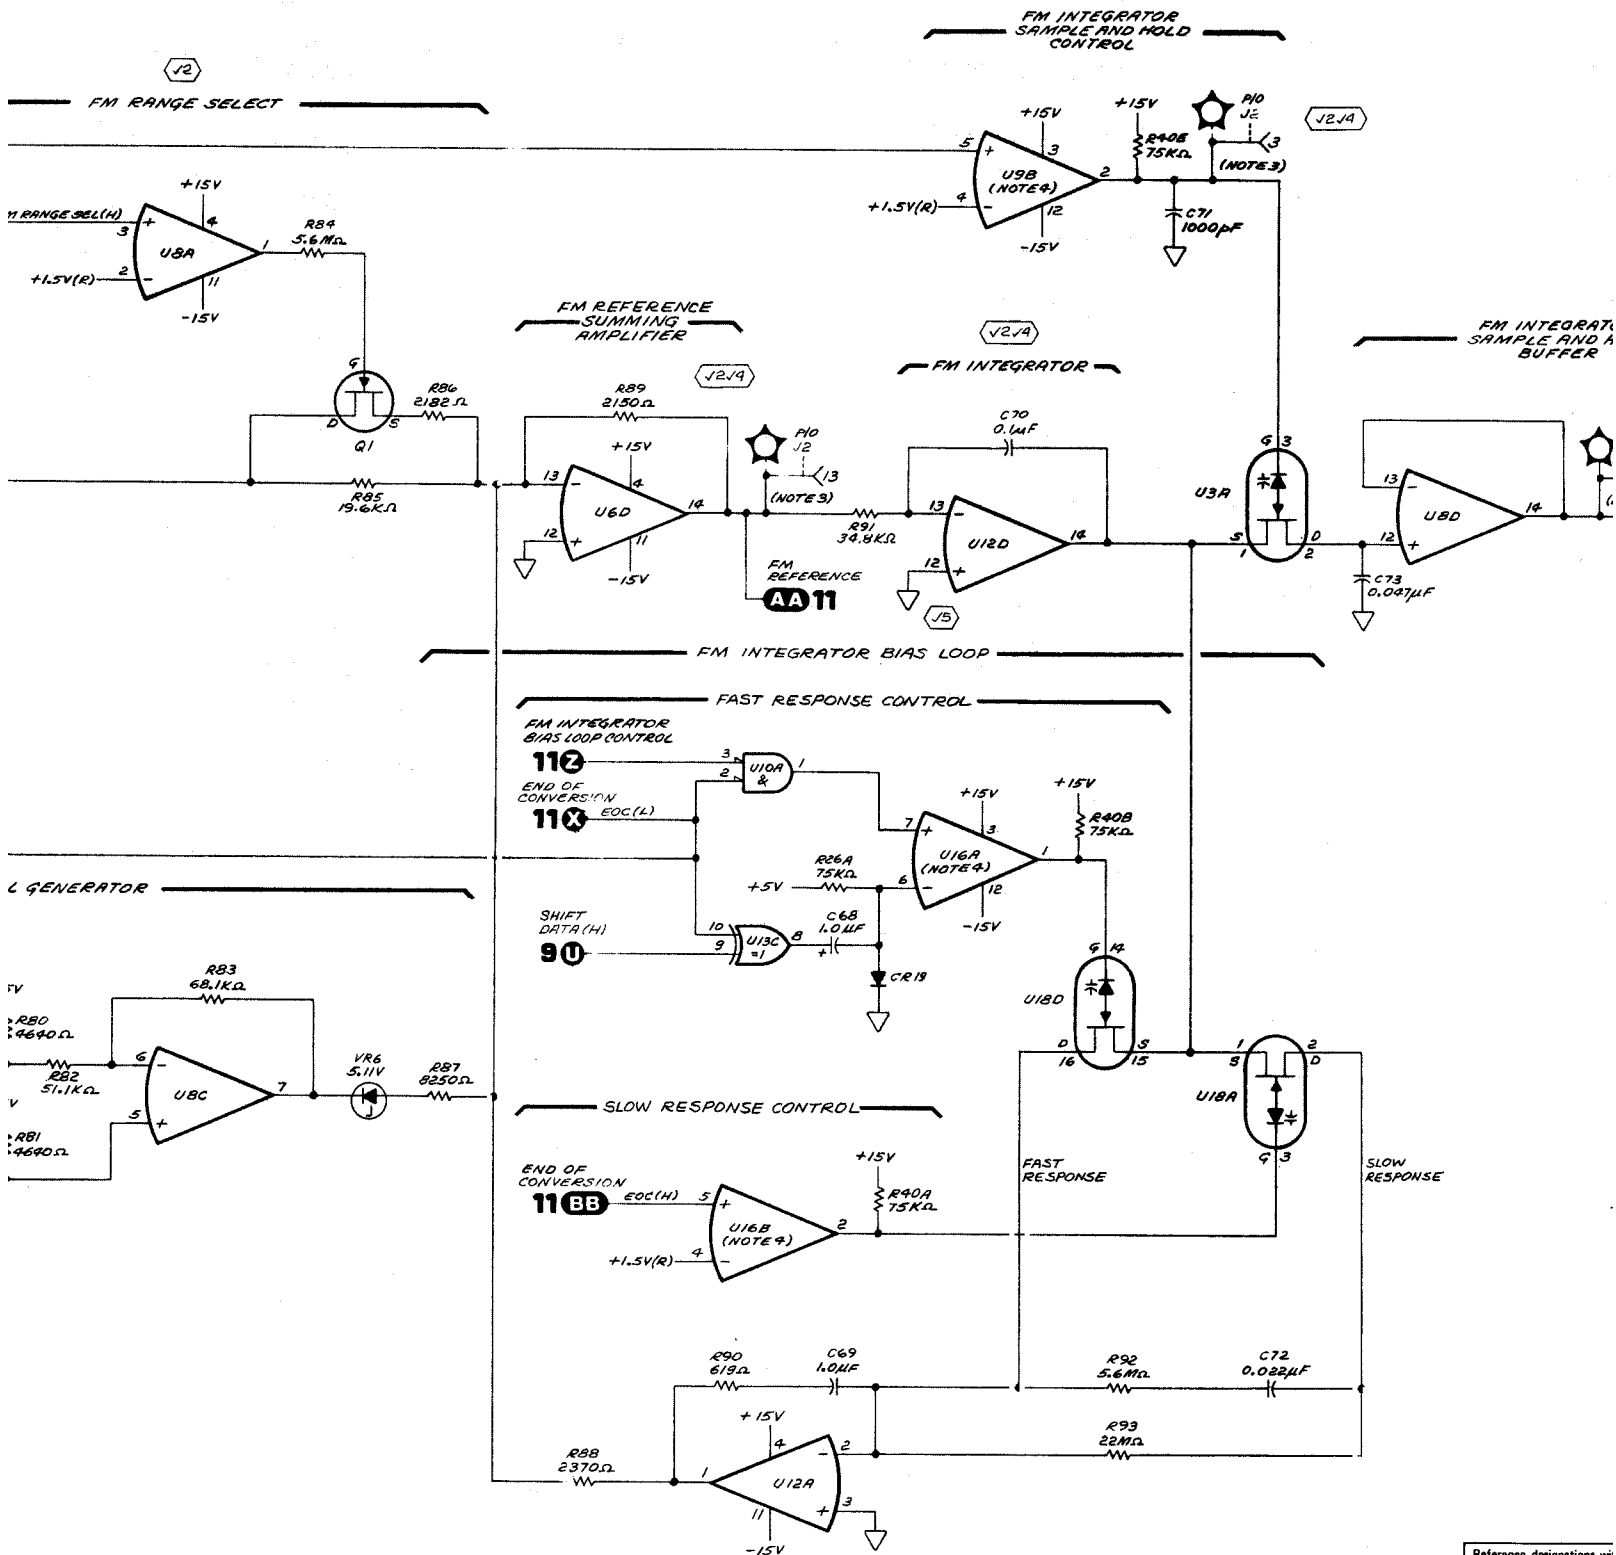 FM INTEGRATOR
SAMPLE AND HOLD
CONTROL
√2
FM RANGE SELECT
+15V
3
5
+
U9B
(NOTE 4)
2
4
-
+1.5V(R)
12
-15V
+15V
R40E
75KΩ
P/O
J2
3
(NOTE 3)
√2√4
C71
1000pF
M RANGE SEL(H)
3
+
+15V
4
U8A
1
R84
5.6MΩ
+1.5V(R)
2
-
11
-15V
G
D
S
Q1
R86
2182Ω
R85
19.6KΩ
FM REFERENCE
SUMMING
AMPLIFIER
√2√4
R89
2150Ω
+15V
4
13
-
U6D
14
12
+
11
-15V
P/O
J2
13
(NOTE 3)
FM
REFERENCE
AA 11
R91
34.8KΩ
√2√4
FM INTEGRATOR
C70
0.1µF
13
-
U12D
14
12
+
√5
G 3
U3A
S
1
D
2
FM INTEGRATO
SAMPLE AND
BUFFER
13
-
U8D
14
12
+
C73
0.047µF
FM INTEGRATOR BIAS LOOP
FAST RESPONSE CONTROL
FM INTEGRATOR
BIAS LOOP CONTROL
11 Z
3
2
U10A
&
1
END OF
CONVERSION
11 X
EOC(L)
+15V
3
7
+
U16A
(NOTE 4)
1
6
-
12
-15V
+15V
R40B
75KΩ
R26A
75KΩ
+5V
SHIFT
DATA(H)
9 U
10
9
U13C
=1
8
C68
1.0µF
+
CR19
L GENERATOR
R83
68.1KΩ
5V
R80
4640Ω
R82
51.1KΩ
V
R81
4640Ω
6
-
U8C
7
5
+
VR6
5.11V
R87
8250Ω
G 14
U18D
D
16
S
15
1
S
2
D
U18A
G 3
SLOW RESPONSE CONTROL
END OF
CONVERSION
11 BB
EOC(H)
5
+
U16B
(NOTE 4)
2
+1.5V(R)
4
-
+15V
R40A
75KΩ
FAST
RESPONSE
SLOW
RESPONSE
R90
619Ω
C69
1.0µF
R92
5.6MΩ
C72
0.022µF
R93
22MΩ
R88
2370Ω
+15V
4
1
U12A
-
2
+
3
11
-15V
Reference designations wi